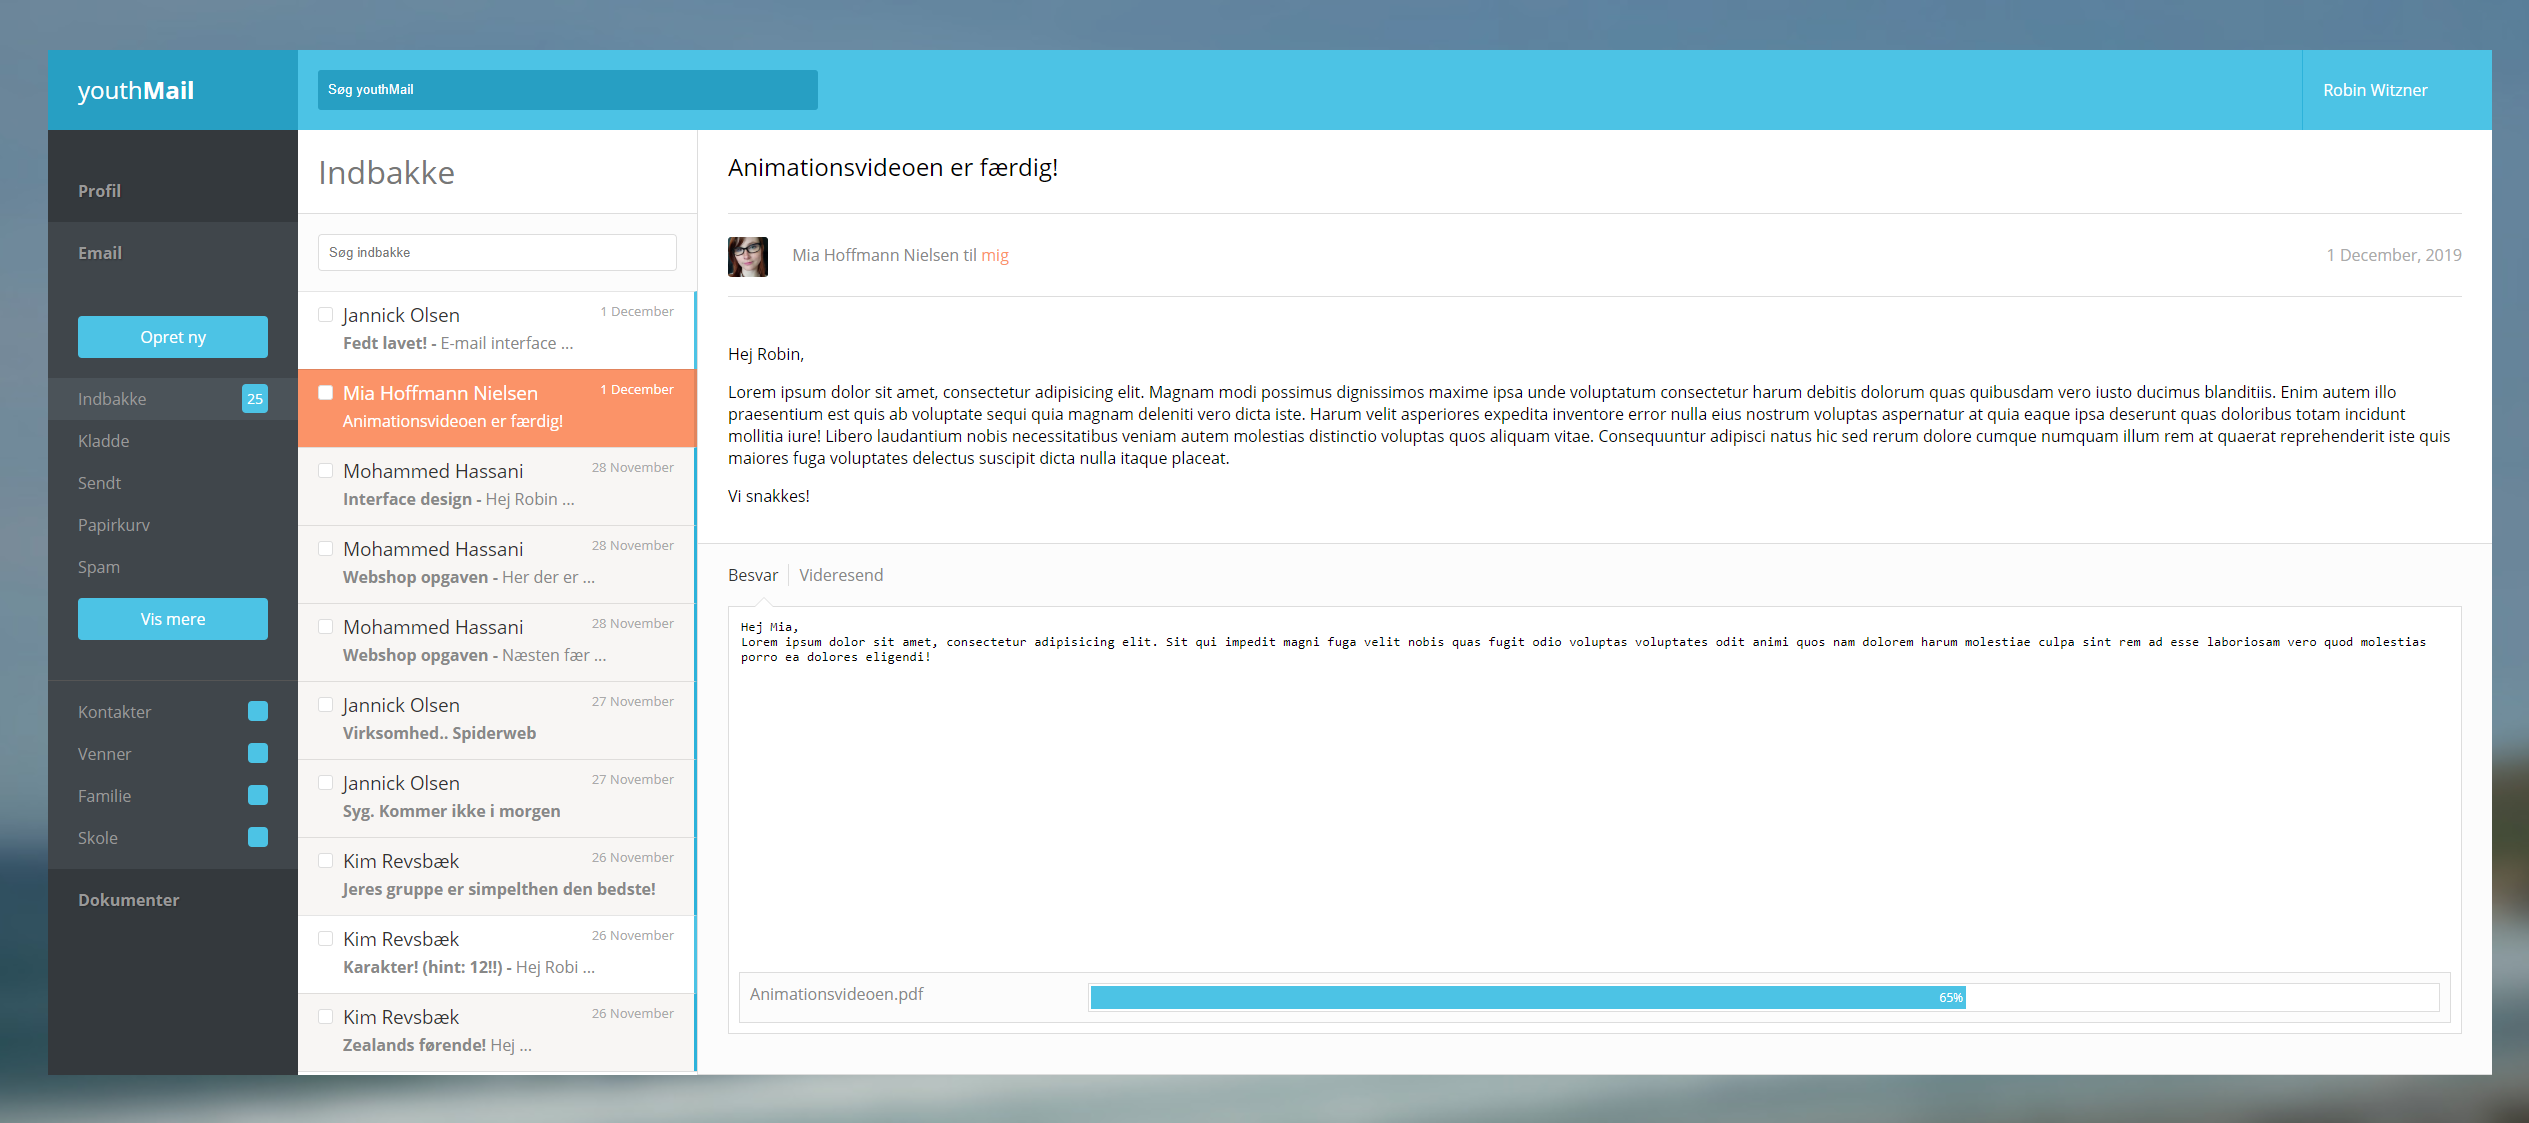 youthMail
Søg youthMail
Robin Witzner
Profil
Email
Opret ny
Indbakke 25
Kladde
Sendt
Papirkurv
Spam
Vis mere
Kontakter
Venner
Familie
Skole
Dokumenter
Indbakke
Søg indbakke
Jannick Olsen 1 December
Fedt lavet! - E-mail interface ...
Mia Hoffmann Nielsen 1 December
Animationsvideoen er færdig!
Mohammed Hassani 28 November
Interface design - Hej Robin ...
Mohammed Hassani 28 November
Webshop opgaven - Her der er ...
Mohammed Hassani 28 November
Webshop opgaven - Næsten fær ...
Jannick Olsen 27 November
Virksomhed.. Spiderweb
Jannick Olsen 27 November
Syg. Kommer ikke i morgen
Kim Revsbæk 26 November
Jeres gruppe er simpelthen den bedste!
Kim Revsbæk 26 November
Karakter! (hint: 12!!) - Hej Robi ...
Kim Revsbæk 26 November
Zealands førende! Hej ...
Animationsvideoen er færdig!
Mia Hoffmann Nielsen til mig 1 December, 2019
Hej Robin,
Lorem ipsum dolor sit amet, consectetur adipisicing elit. Magnam modi possimus dignissimos maxime ipsa unde voluptatum consectetur harum debitis dolorum quas quibusdam vero iusto ducimus blanditiis. Enim autem illo
praesentium est quis ab voluptate sequi quia magnam deleniti vero dicta iste. Harum velit asperiores expedita inventore error nulla eius nostrum voluptas aspernatur at quia eaque ipsa deserunt quas doloribus totam incidunt
mollitia iure! Libero laudantium nobis necessitatibus veniam autem molestias distinctio voluptas quos aliquam vitae. Consequuntur adipisci natus hic sed rerum dolore cumque numquam illum rem at quaerat reprehenderit iste quis
maiores fuga voluptates delectus suscipit dicta nulla itaque placeat.
Vi snakkes!
Besvar Videresend
Hej Mia,
Lorem ipsum dolor sit amet, consectetur adipisicing elit. Sit qui impedit magni fuga velit nobis quas fugit odio voluptas voluptates odit animi quos nam dolorem harum molestiae culpa sint rem ad esse laboriosam vero quod molestias
porro ea dolores eligendi!
Animationsvideoen.pdf 65%